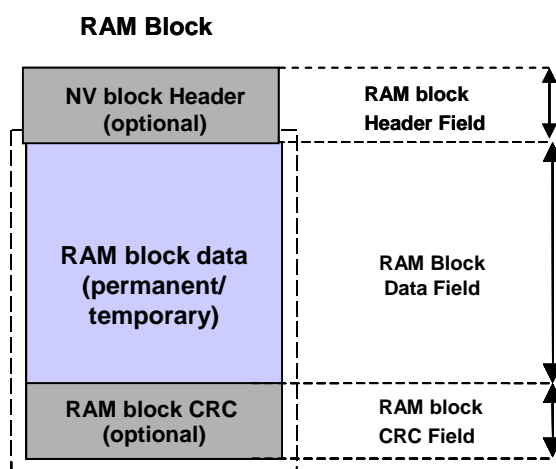 RAM Block
NV block Header
(optional)
RAM block
Header Field
RAM block data
(permanent/
temporary)
RAM Block
Data Field
RAM block CRC
(optional)
RAM block
CRC Field